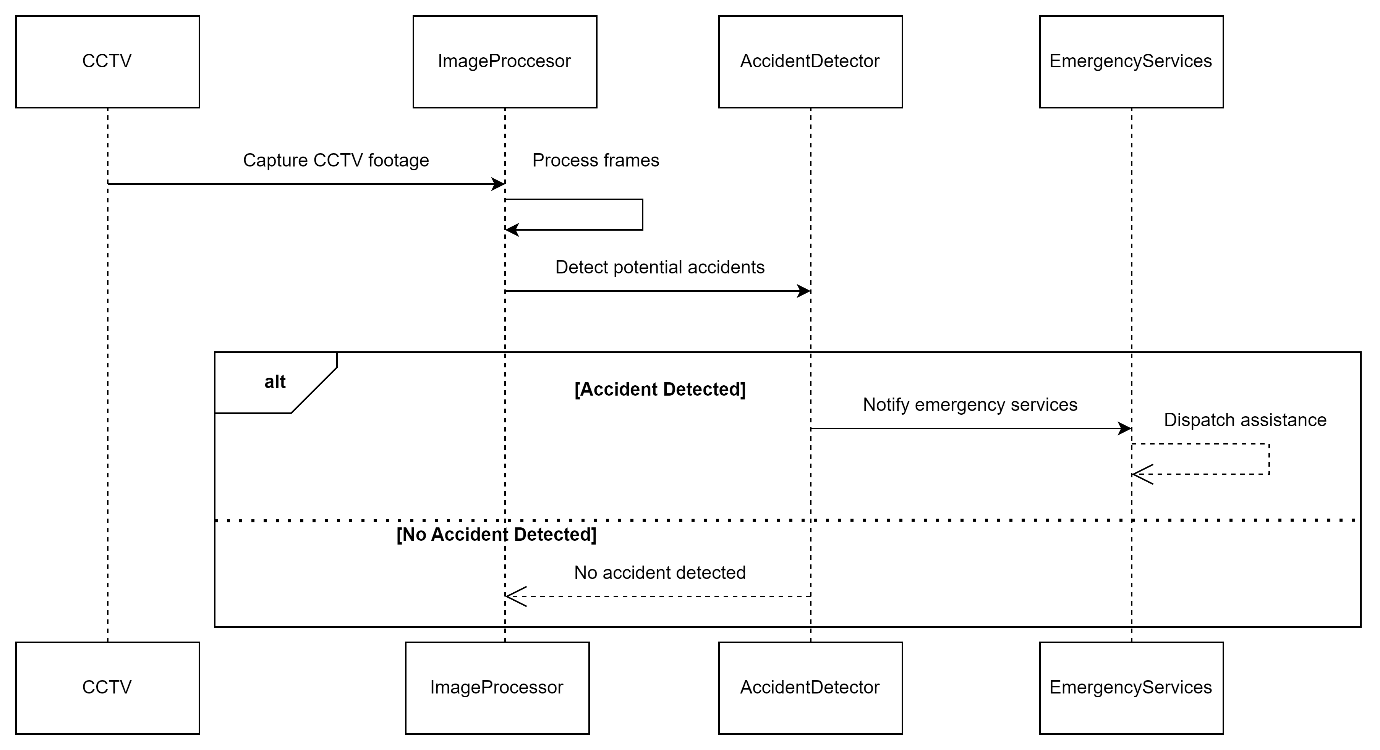 CCTV
ImageProccesor
AccidentDetector
EmergencyServices
Capture CCTV footage
Process frames
Detect potential accidents
alt
[Accident Detected]
Notify emergency services
Dispatch assistance
[No Accident Detected]
No accident detected
CCTV
ImageProcessor
AccidentDetector
EmergencyServices